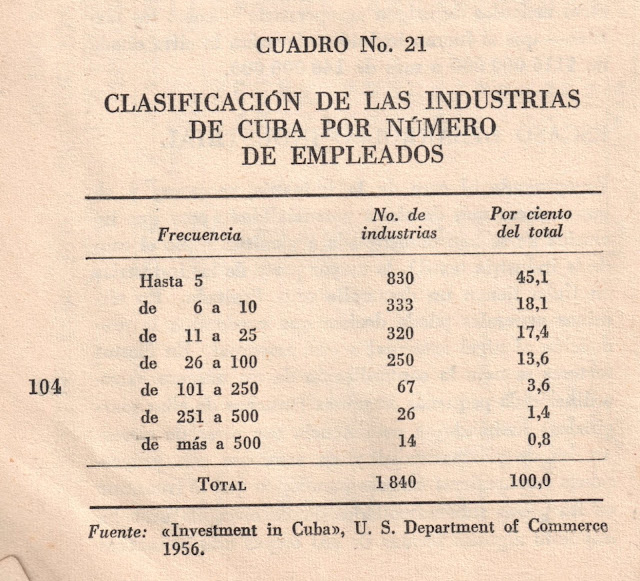 CUADRO No. 21
CLASIFICACIÓN DE LAS INDUSTRIAS
DE CUBA POR NÚMERO
DE EMPLEADOS
Frecuencia No. de industrias Por ciento del total
Hasta 5 830 45,1
de 6 a 10 333 18,1
de 11 a 25 320 17,4
de 26 a 100 250 13,6
104
de 101 a 250 67 3,6
de 251 a 500 26 1,4
de más a 500 14 0,8
TOTAL 1 840 100,0
Fuente: «Investment in Cuba», U. S. Department of Commerce
1956.